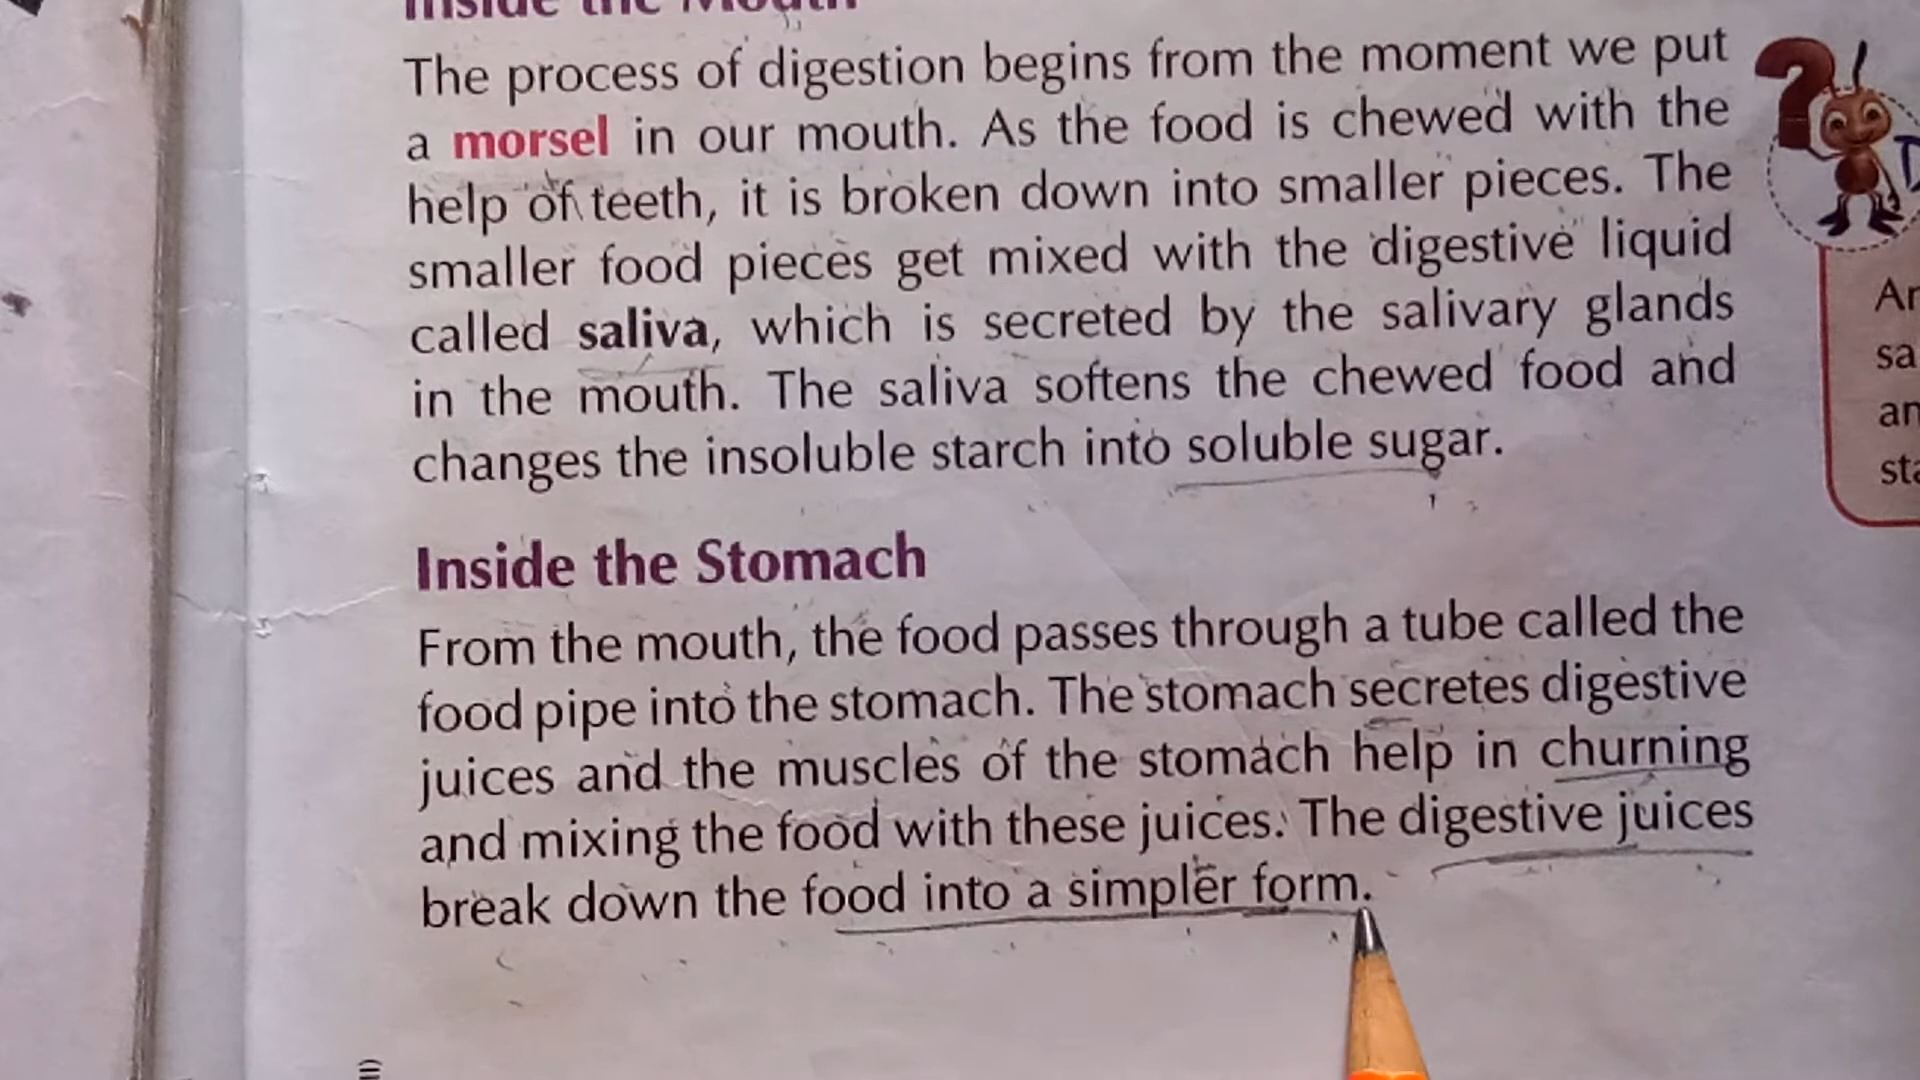 Inside the Mouth
The process of digestion begins from the moment we put
a morsel in our mouth. As the food is chewed with the
help of teeth, it is broken down into smaller pieces. The
smaller food pieces get mixed with the digestive liquid
called saliva, which is secreted by the salivary glands
in the mouth. The saliva softens the chewed food and
changes the insoluble starch into soluble sugar.
Inside the Stomach
From the mouth, the food passes through a tube called the
food pipe into the stomach. The stomach secretes digestive
juices and the muscles of the stomach help in churning
and mixing the food with these juices. The digestive juices
break down the food into a simpler form.